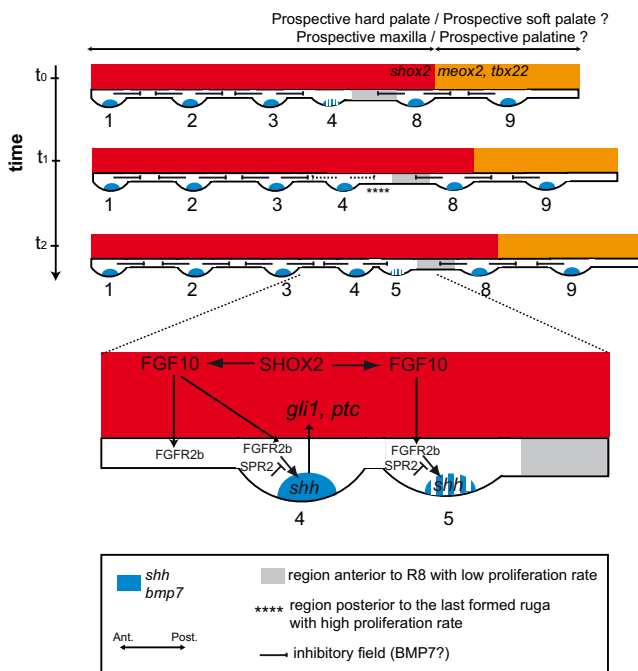 Prospective hard palate / Prospective soft palate ?
Prospective maxilla / Prospective palatine ?
t0
shox2 meox2, tbx22
1 2 3 4 8 9
time
t1
1 2 3 4 **** 8 9
t2
1 2 3 4 5 8 9
FGF10 SHOX2 FGF10
gli1, ptc
FGFR2b FGFR2b FGFR2b
SPR2 SPR2
shh shh
4 5
shh
bmp7
region anterior to R8 with low proliferation rate
**** region posterior to the last formed ruga
with high proliferation rate
Ant. Post.
inhibitory field (BMP7?)